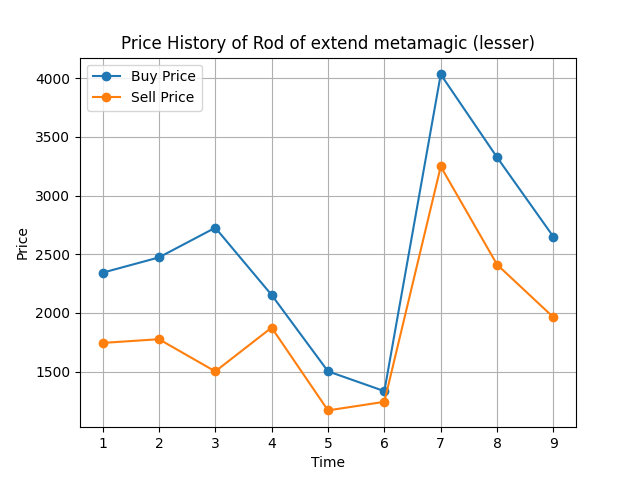 Price History of Rod of extend metamagic (lesser)
Buy Price
Sell Price
Price
4000
3500
3000
2500
2000
1500
1 2 3 4 5 6 7 8 9
Time